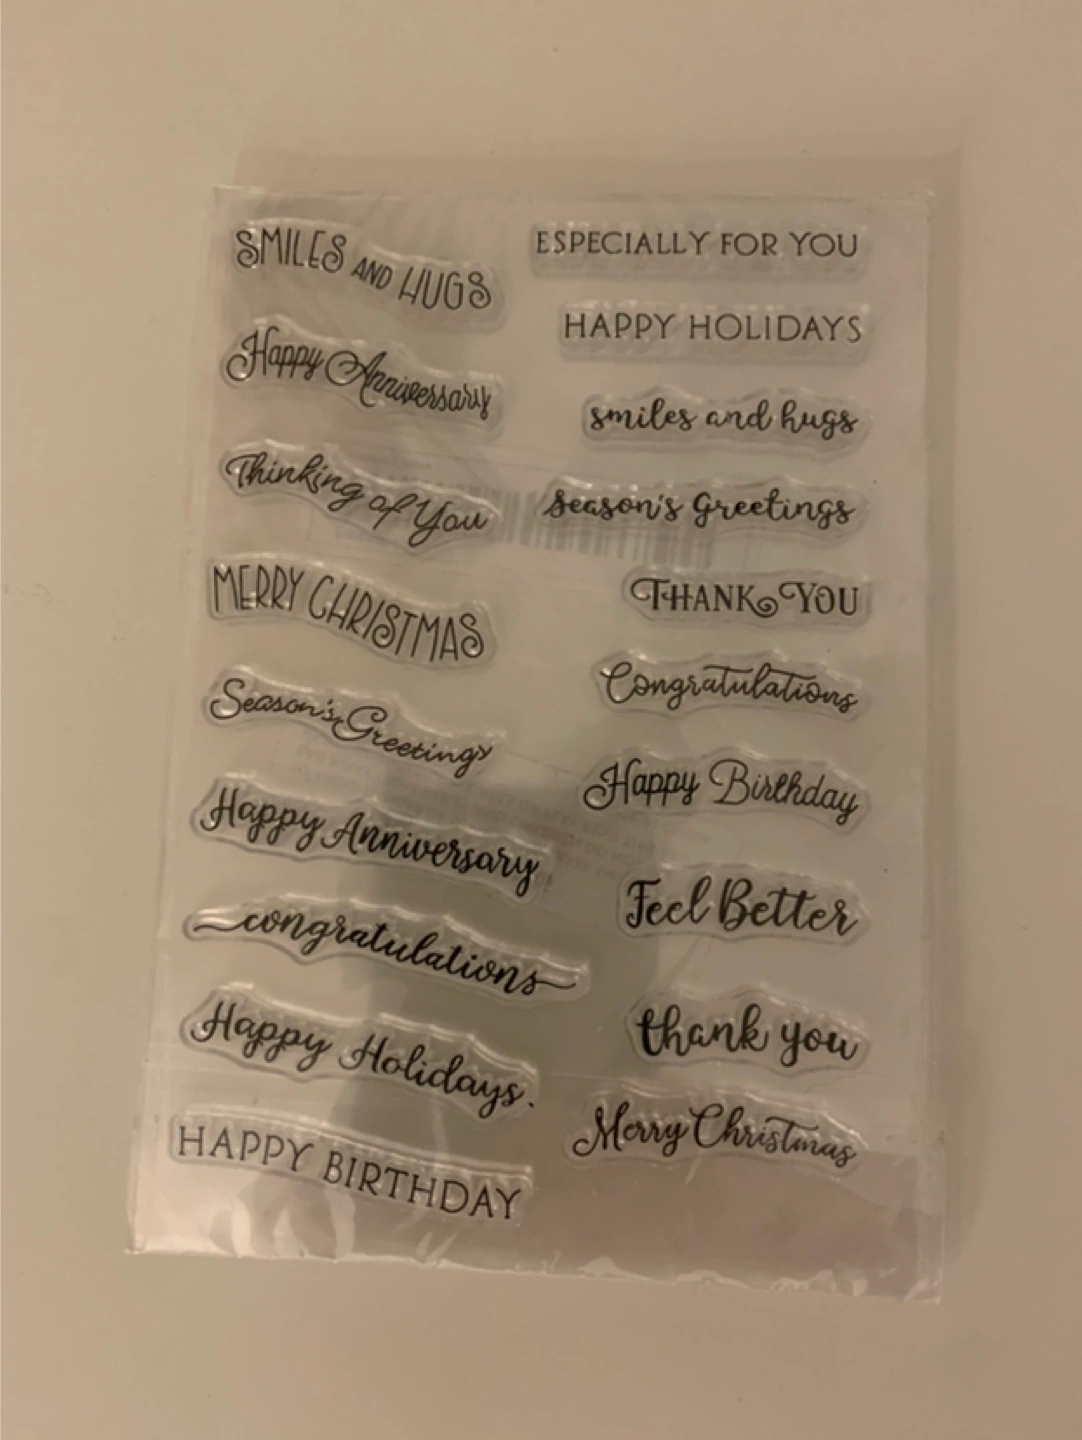 SMILES AND HUGS
Happy Anniversary
Thinking of You
MERRY CHRISTMAS
Season's Greetings
Happy Anniversary
congratulations
Happy Holidays.
HAPPY BIRTHDAY
ESPECIALLY FOR YOU
HAPPY HOLIDAYS
smiles and hugs
season's greetings
THANK YOU
Congratulations
Happy Birthday
Feel Better
thank you
Merry Christmas